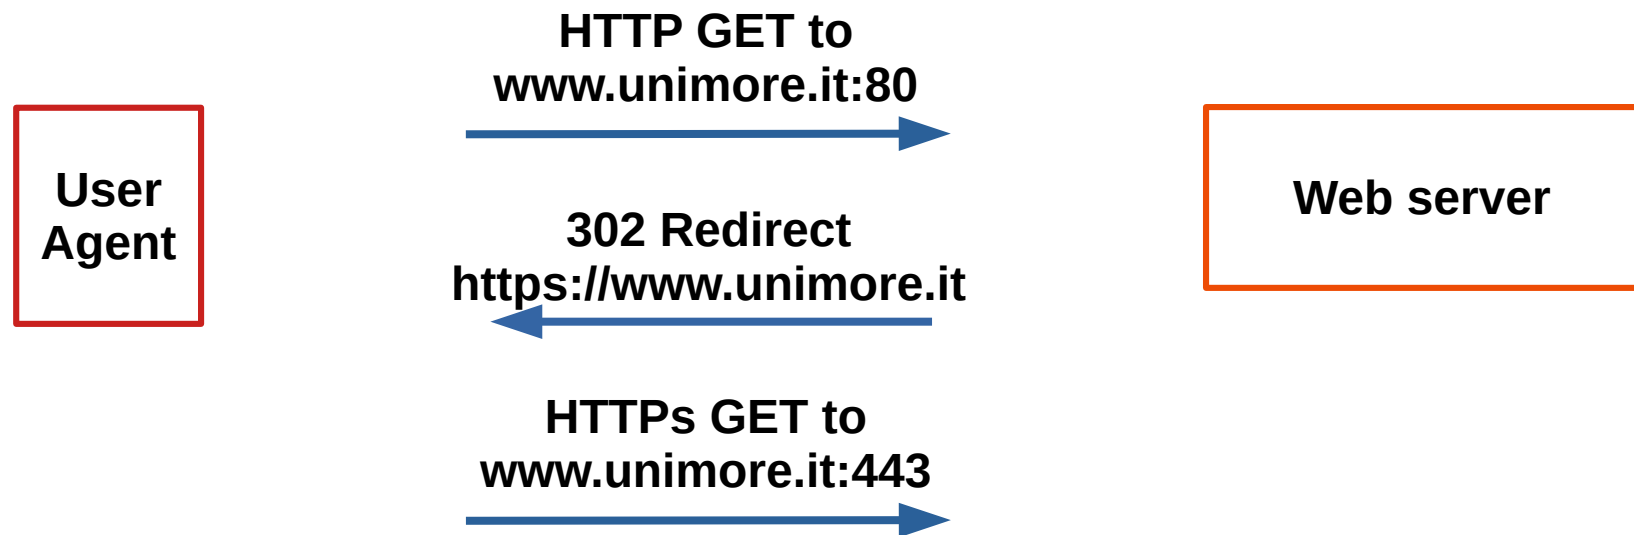 HTTP GET to
www.unimore.it:80
User
Agent
Web server
302 Redirect
https://www.unimore.it
HTTPs GET to
www.unimore.it:443